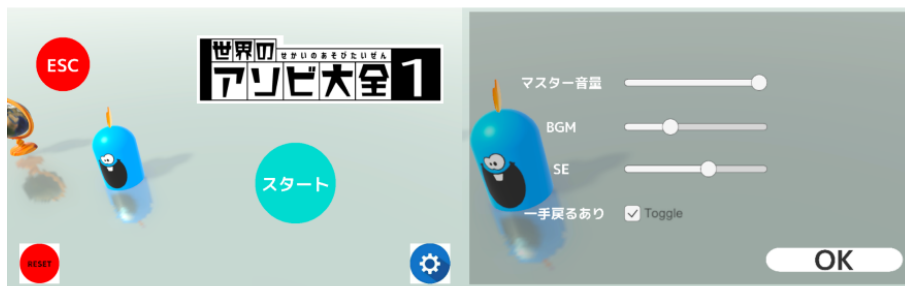 ESC
世界の
せかいのあそびたいぜん
アソビ大全1
スタート
RESET
マスター音量
BGM
SE
一手戻るあり
Toggle
OK